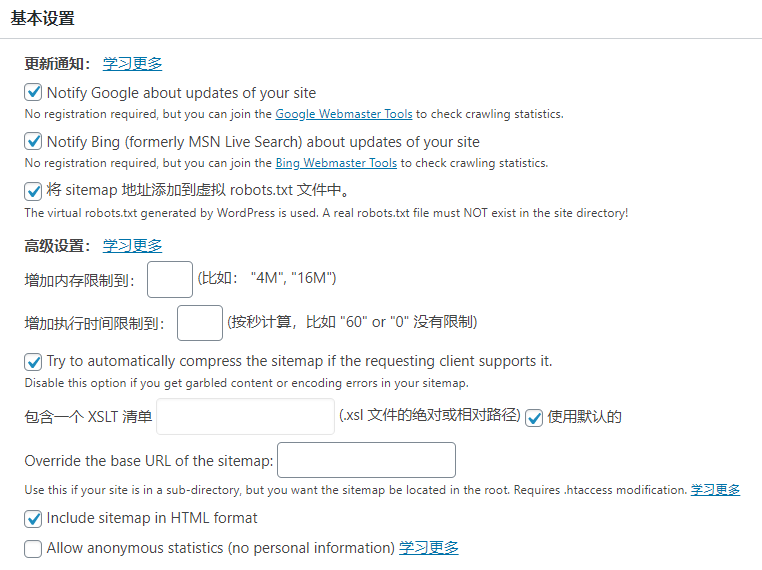 基本设置
更新通知： 学习更多
Notify Google about updates of your site
No registration required, but you can join the Google Webmaster Tools to check crawling statistics.
Notify Bing (formerly MSN Live Search) about updates of your site
No registration required, but you can join the Bing Webmaster Tools to check crawling statistics.
将 sitemap 地址添加到虚拟 robots.txt 文件中。
The virtual robots.txt generated by WordPress is used. A real robots.txt file must NOT exist in the site directory!
高级设置： 学习更多
增加内存限制到： (比如： "4M", "16M")
增加执行时间限制到： (按秒计算，比如 "60" or "0" 没有限制)
Try to automatically compress the sitemap if the requesting client supports it.
Disable this option if you get garbled content or encoding errors in your sitemap.
包含一个 XSLT 清单 (.xsl 文件的绝对或相对路径) 使用默认的
Override the base URL of the sitemap:
Use this if your site is in a sub-directory, but you want the sitemap be located in the root. Requires .htaccess modification. 学习更多
Include sitemap in HTML format
Allow anonymous statistics (no personal information) 学习更多